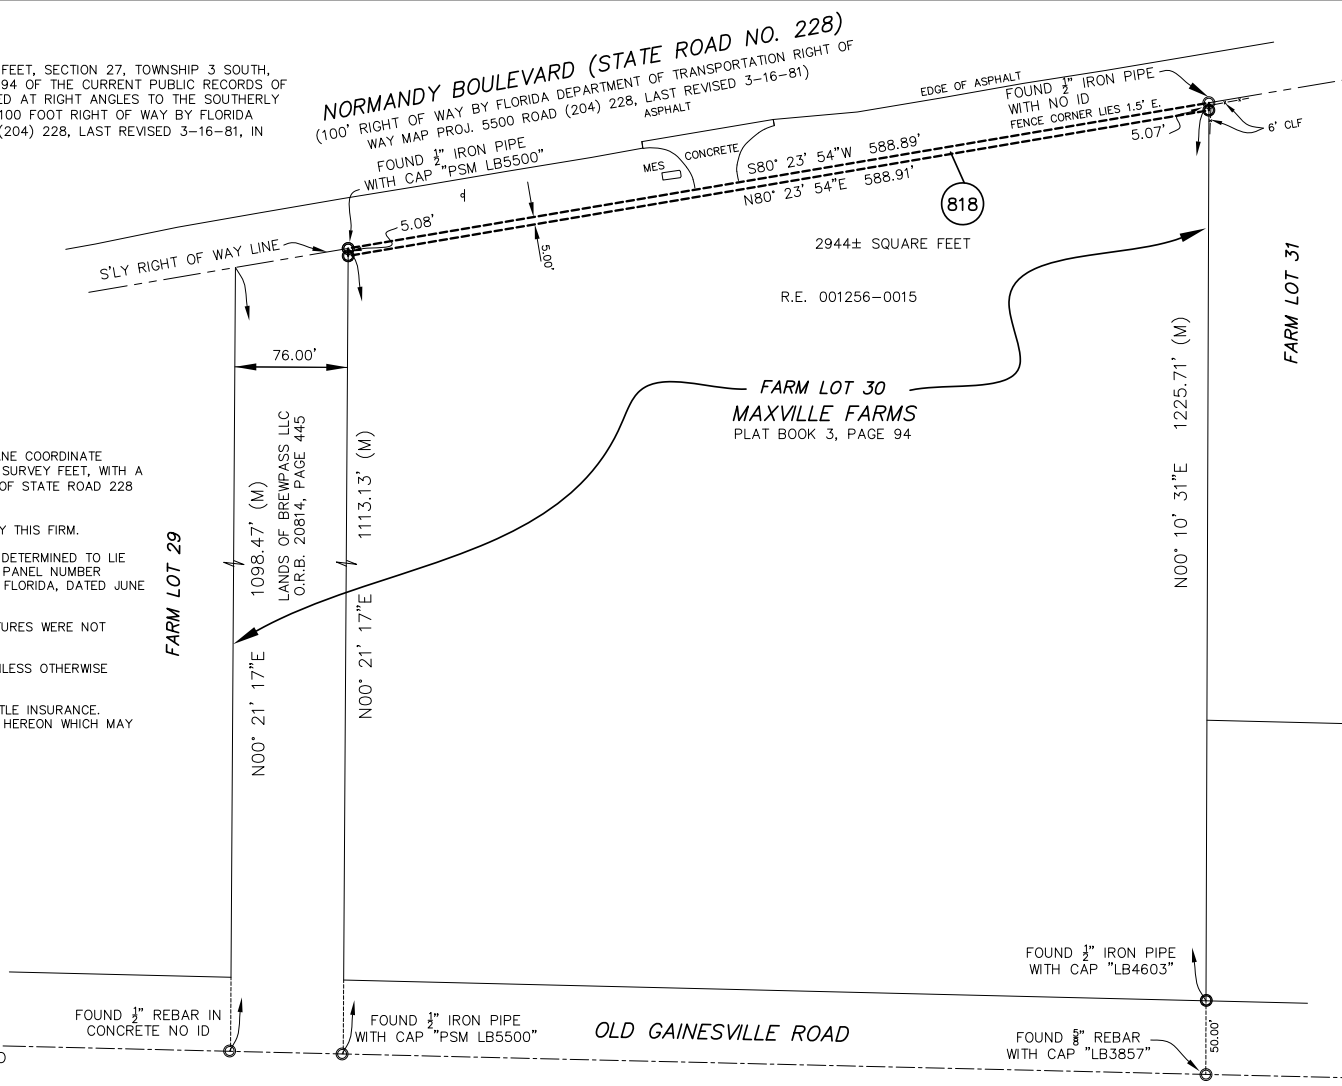 FEET, SECTION 27, TOWNSHIP 3 SOUTH,
94 OF THE CURRENT PUBLIC RECORDS OF
ED AT RIGHT ANGLES TO THE SOUTHERLY
100 FOOT RIGHT OF WAY BY FLORIDA
(204) 228, LAST REVISED 3-16-81, IN
NORMANDY BOULEVARD (STATE ROAD NO. 228)
(100' RIGHT OF WAY BY FLORIDA DEPARTMENT OF TRANSPORTATION RIGHT OF
WAY MAP PROJ. 5500 ROAD (204) 228, LAST REVISED 3-16-81)
ASPHALT
EDGE OF ASPHALT
FOUND 1/2" IRON PIPE
WITH NO ID
FENCE CORNER LIES 1.5' E.
5.07'
6' CLF
FOUND 1/2" IRON PIPE
WITH CAP "PSM LB5500"
MES
CONCRETE
S80° 23' 54"W 588.89'
N80° 23' 54"E 588.91'
818
5.08'
5.00'
S'LY RIGHT OF WAY LINE
2944± SQUARE FEET
R.E. 001256-0015
76.00'
FARM LOT 30
MAXVILLE FARMS
PLAT BOOK 3, PAGE 94
FARM LOT 31
N00° 10' 31"E 1225.71' (M)
LANDS OF BREWPASS LLC
O.R.B. 20814, PAGE 445
N00° 21' 17"E 1113.13' (M)
N00° 21' 17"E 1098.47' (M)
FARM LOT 29
ANE COORDINATE
SURVEY FEET, WITH A
OF STATE ROAD 228
Y THIS FIRM.
DETERMINED TO LIE
PANEL NUMBER
FLORIDA, DATED JUNE
TURES WERE NOT
NLESS OTHERWISE
TLE INSURANCE.
HEREON WHICH MAY
FOUND 1/2" IRON PIPE
WITH CAP "LB4603"
FOUND 1/2" REBAR IN
CONCRETE NO ID
FOUND 1/2" IRON PIPE
WITH CAP "PSM LB5500"
OLD GAINESVILLE ROAD
FOUND 5/8" REBAR
WITH CAP "LB3857"
50.00'